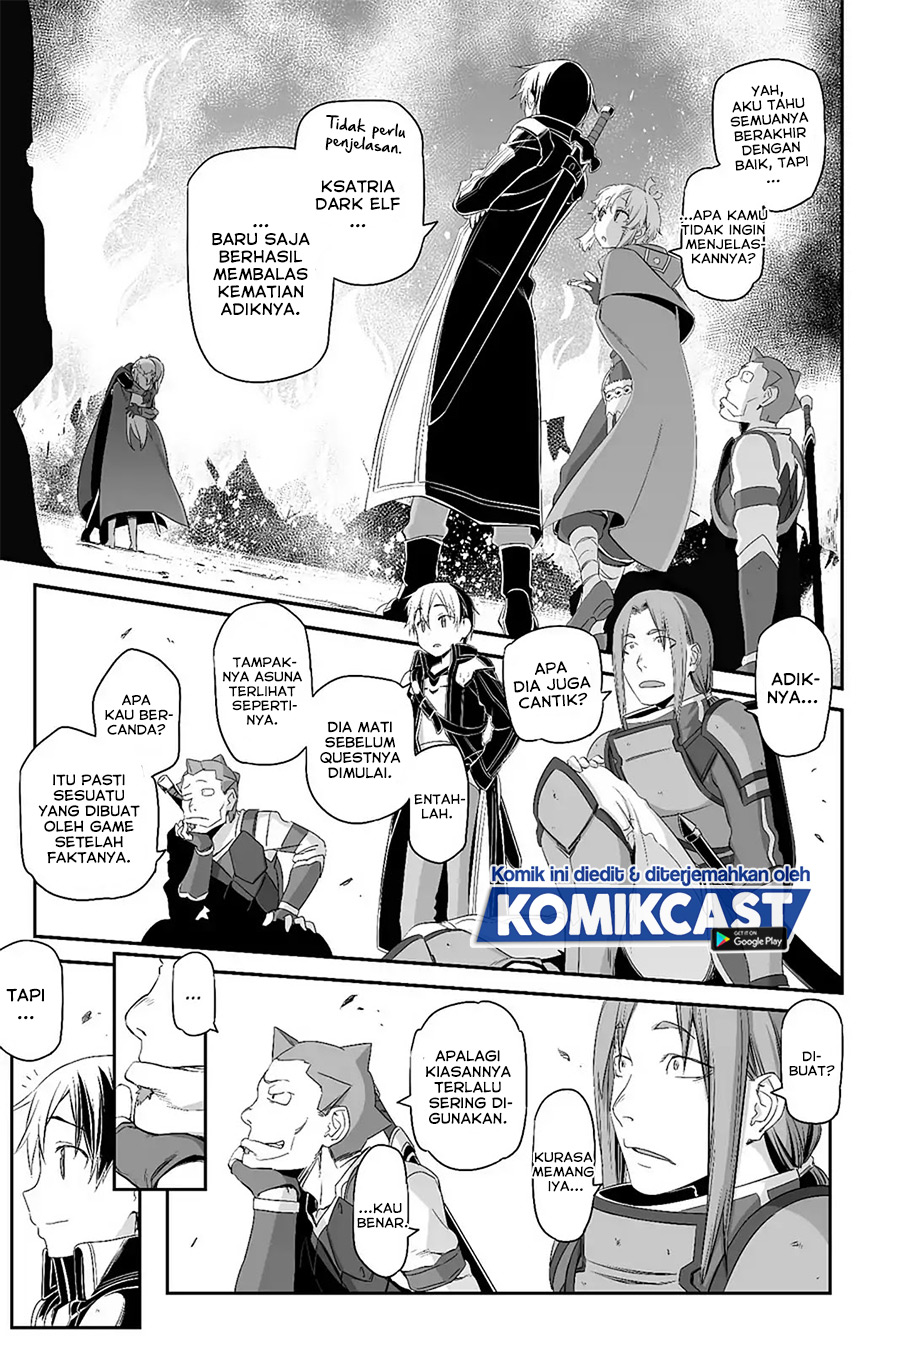 YAH,
AKU TAHU
SEMUANYA
BERAKHIR
DENGAN
BAIK, TAPI
...
...APA KAMU
TIDAK INGIN
MENJELAS-
KANNYA?
Tidak perlu
penjelasan.
KSATRIA
DARK ELF
...
...
BARU SAJA
BERHASIL
MEMBALAS
KEMATIAN
ADIKNYA.
ADIK-
NYA...
APA
DIA JUGA
CANTIK?
ENTAH-
LAH.
DIA MATI
SEBELUM
QUESTNYA
DIMULAI.
TAMPAK-
NYA ASUNA
TERLIHAT
SEPERTI-
NYA.
APA
KAU BER-
CANDA?
ITU PASTI
SESUATU
YANG DIBUAT
OLEH GAME
SETELAH
FAKTANYA.
Komik ini diedit & diterjemahkan oleh
KOMIKCAST
GET IT ON
Google Play
DI-
BUAT?
KURASA
MEMANG
IYA...
APALAGI
KIASANNYA
TERLALU
SERING DI-
GUNAKAN.
...KAU
BENAR.
...
TAPI
...